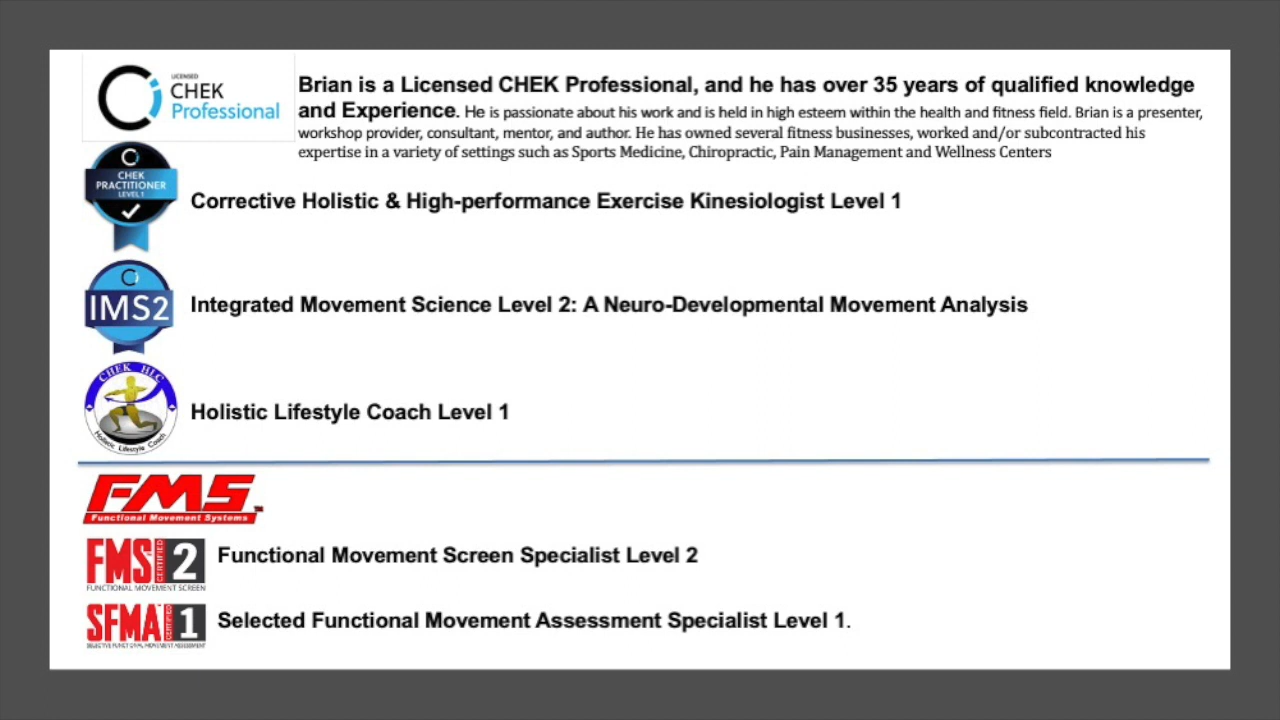 LICENSED
CHEK
Professional
Brian is a Licensed CHEK Professional, and he has over 35 years of qualified knowledge
and Experience. He is passionate about his work and is held in high esteem within the health and fitness field. Brian is a presenter,
workshop provider, consultant, mentor, and author. He has owned several fitness businesses, worked and/or subcontracted his
expertise in a variety of settings such as Sports Medicine, Chiropractic, Pain Management and Wellness Centers
CHEK
PRACTITIONER
LEVEL 1
Corrective Holistic & High-performance Exercise Kinesiologist Level 1
IMS2
Integrated Movement Science Level 2: A Neuro-Developmental Movement Analysis
CHEK HLC
Holistic Lifestyle Coach
Holistic Lifestyle Coach Level 1
FMS™
Functional Movement Systems
FMS CERTIFIED 2
FUNCTIONAL MOVEMENT SCREEN
Functional Movement Screen Specialist Level 2
SFMA CERTIFIED 1
SELECTIVE FUNCTIONAL MOVEMENT ASSESSMENT
Selected Functional Movement Assessment Specialist Level 1.